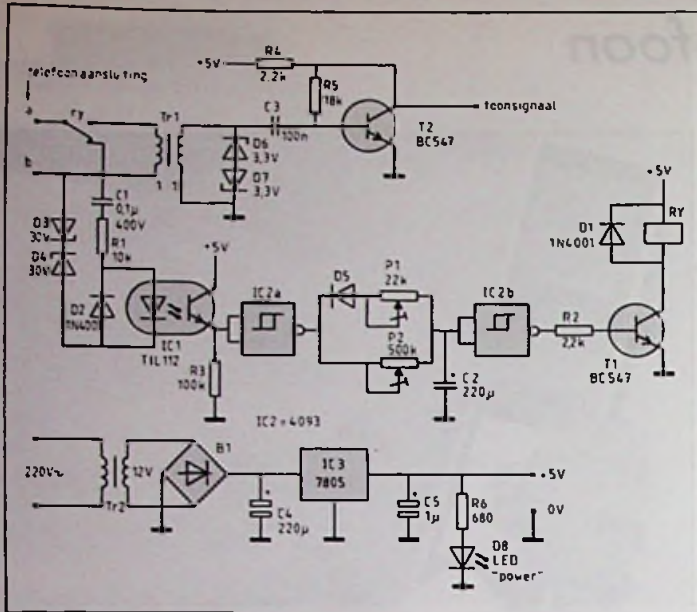 foon
telefoonaansluiting
a
b
ry
Tr1
1 1
+5V
R4
2,2k
R5
18k
C3
100n
T2
BC547
toonsignaal
D6
3,3V
D7
3,3V
C1
0,1µ
400V
R1
10k
D3
30V
D4
30V
D2
1N4001
IC1
TIL112
+5V
R3
100k
IC2a
D5
P1
22k
P2
500k
C2
220µ
IC2b
R2
2,2k
T1
BC547
D1
1N4001
RY
+5V
IC2 = 4093
220V~
Tr2
12V
B1
C4
220µ
IC3
7805
C5
1µ
R6
680
D8
LED
"power"
+5V
0V